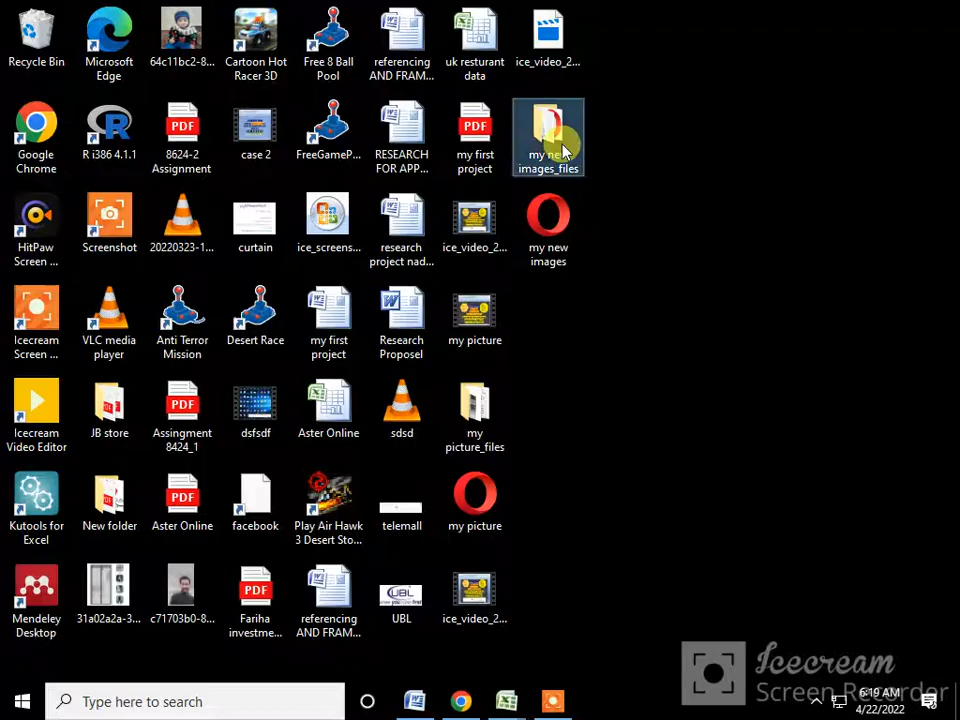 Recycle Bin
Microsoft
Edge
64c11bc2-8...
Cartoon Hot
Racer 3D
Free 8 Ball
Pool
referencing
AND FRAM...
uk resturant
data
ice_video_2...
Google
Chrome
R i386 4.1.1
PDF
8624-2
Assignment
case 2
FreeGameP...
RESEARCH
FOR APP...
PDF
my first
project
my new
images_files
HitPaw
Screen ...
Screenshot
20220323-1...
curtain
ice_screens...
research
project nad...
ice_video_2...
my new
images
Icecream
Screen ...
VLC media
player
Anti Terror
Mission
Desert Race
my first
project
Research
Proposal
my picture
Icecream
Video Editor
JB store
PDF
Assingment
8424_1
dsfsdf
Aster Online
sdsd
my
picture_files
Kutools for
Excel
New folder
PDF
Aster Online
facebook
Play Air Hawk
3 Desert Sto...
telemall
my picture
Mendeley
Desktop
31a02a2a-3...
c71703b0-8...
PDF
Fariha
investme...
referencing
AND FRAM...
UBL
UBL
ice_video_2...
Icecream
Screen Recorder
Type here to search
6:19 AM
4/22/2022